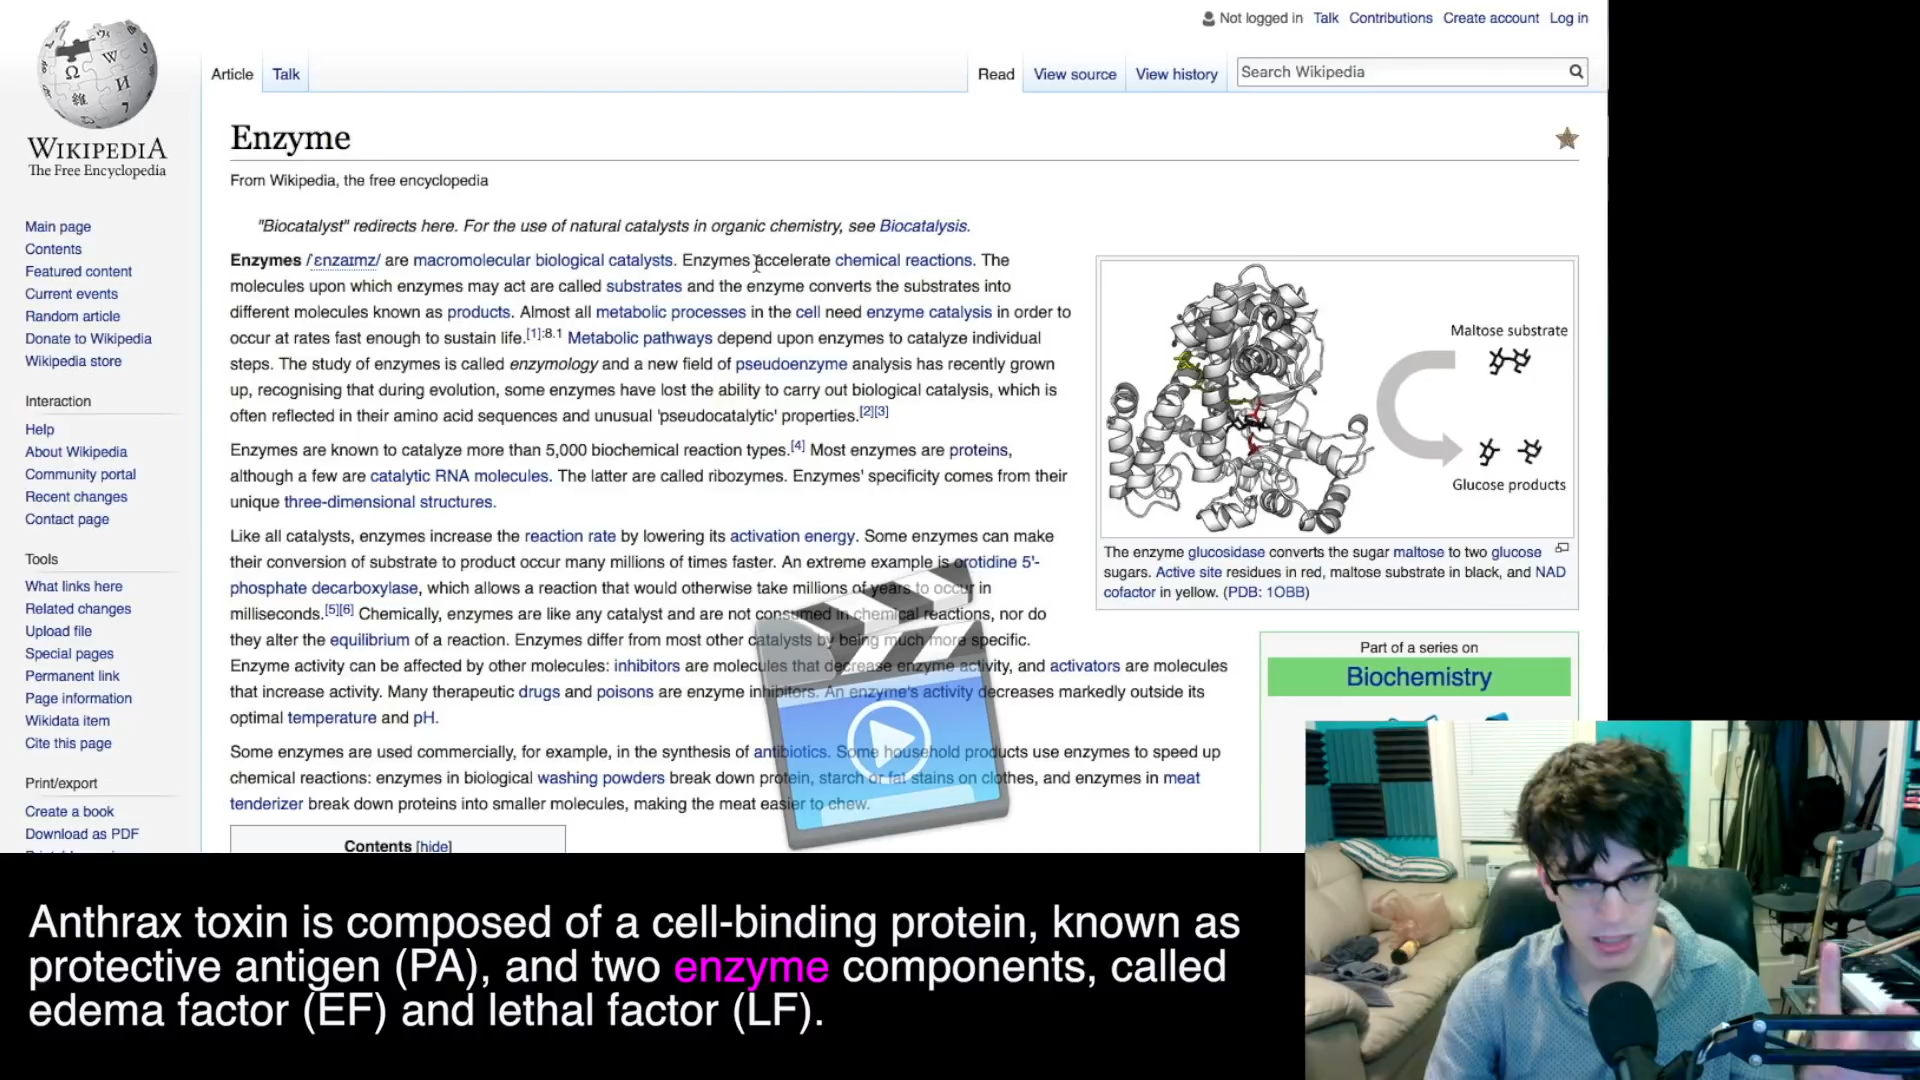 Not logged in Talk Contributions Create account Log in
Article Talk Read View source View history Search Wikipedia
WIKIPEDIA
The Free Encyclopedia
Main page
Contents
Featured content
Current events
Random article
Donate to Wikipedia
Wikipedia store
Interaction
Help
About Wikipedia
Community portal
Recent changes
Contact page
Tools
What links here
Related changes
Upload file
Special pages
Permanent link
Page information
Wikidata item
Cite this page
Print/export
Create a book
Download as PDF
Enzyme
From Wikipedia, the free encyclopedia
"Biocatalyst" redirects here. For the use of natural catalysts in organic chemistry, see Biocatalysis.
Enzymes /ˈɛnzaɪmz/ are macromolecular biological catalysts. Enzymes accelerate chemical reactions. The
molecules upon which enzymes may act are called substrates and the enzyme converts the substrates into
different molecules known as products. Almost all metabolic processes in the cell need enzyme catalysis in order to
occur at rates fast enough to sustain life.[1]:8.1 Metabolic pathways depend upon enzymes to catalyze individual
steps. The study of enzymes is called enzymology and a new field of pseudoenzyme analysis has recently grown
up, recognising that during evolution, some enzymes have lost the ability to carry out biological catalysis, which is
often reflected in their amino acid sequences and unusual 'pseudocatalytic' properties.[2][3]
Enzymes are known to catalyze more than 5,000 biochemical reaction types.[4] Most enzymes are proteins,
although a few are catalytic RNA molecules. The latter are called ribozymes. Enzymes' specificity comes from their
unique three-dimensional structures.
Like all catalysts, enzymes increase the reaction rate by lowering its activation energy. Some enzymes can make
their conversion of substrate to product occur many millions of times faster. An extreme example is orotidine 5'-
phosphate decarboxylase, which allows a reaction that would otherwise take millions of years to occur in
milliseconds.[5][6] Chemically, enzymes are like any catalyst and are not consumed in chemical reactions, nor do
they alter the equilibrium of a reaction. Enzymes differ from most other catalysts by being much more specific.
Enzyme activity can be affected by other molecules: inhibitors are molecules that decrease enzyme activity, and activators are molecules
that increase activity. Many therapeutic drugs and poisons are enzyme inhibitors. An enzyme's activity decreases markedly outside its
optimal temperature and pH.
Some enzymes are used commercially, for example, in the synthesis of antibiotics. Some household products use enzymes to speed up
chemical reactions: enzymes in biological washing powders break down protein, starch or fat stains on clothes, and enzymes in meat
tenderizer break down proteins into smaller molecules, making the meat easier to chew.
Contents [hide]
Maltose substrate
Glucose products
The enzyme glucosidase converts the sugar maltose to two glucose
sugars. Active site residues in red, maltose substrate in black, and NAD
cofactor in yellow. (PDB: 1OBB)
Part of a series on
Biochemistry
Anthrax toxin is composed of a cell-binding protein, known as
protective antigen (PA), and two enzyme components, called
edema factor (EF) and lethal factor (LF).